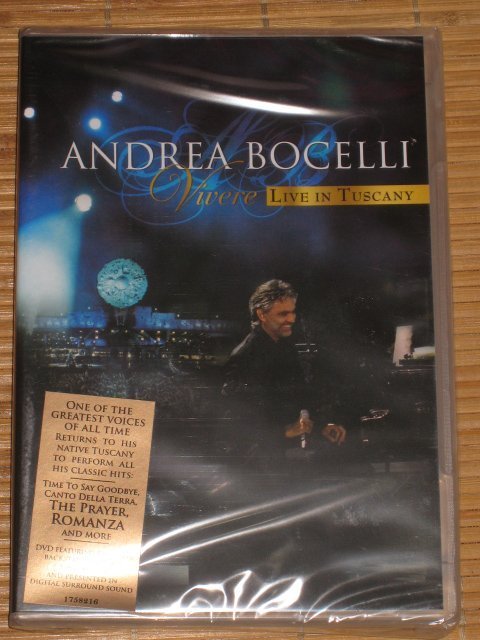 ANDREA BOCELLI
Vivere LIVE IN TUSCANY
ONE OF THE
GREATEST VOICES
OF ALL TIME
RETURNS TO HIS
NATIVE TUSCANY
TO PERFORM ALL
HIS CLASSIC HITS:
TIME TO SAY GOODBYE,
CANTO DELLA TERRA,
THE PRAYER,
ROMANZA
AND MORE
DVD
AND PRESENTED IN
DIGITAL SURROUND SOUND
1758216